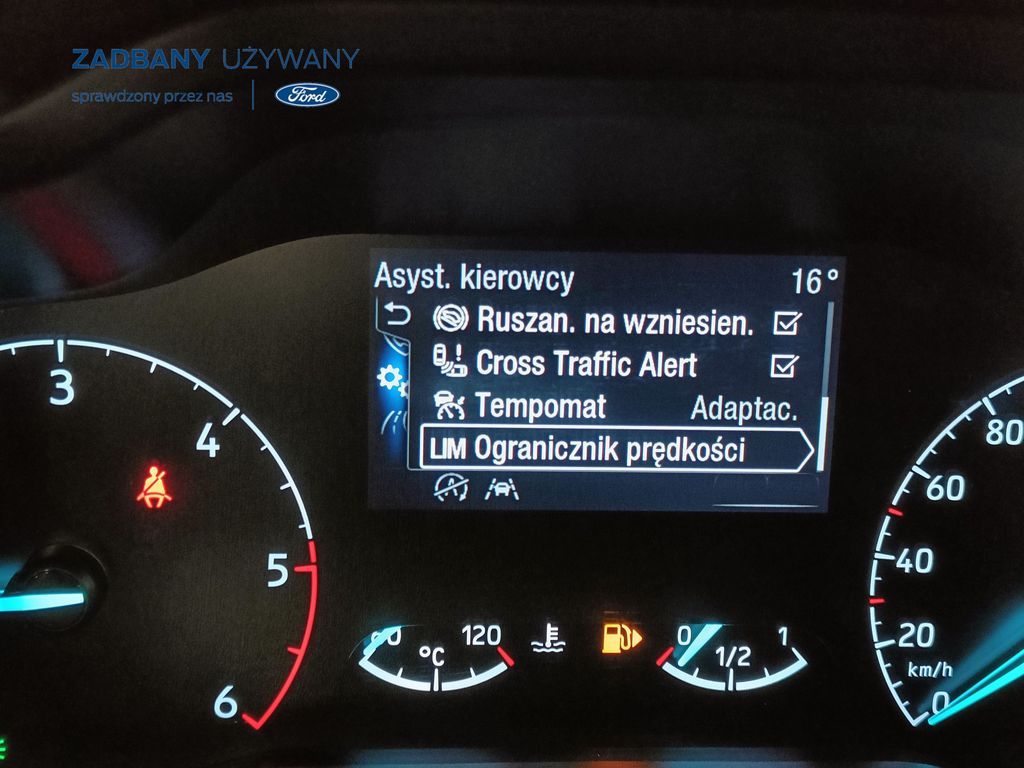 ZADBANY UŻYWANY
sprawdzony przez nas
Ford
Asyst. kierowcy 16°
Ruszan. na wzniesien.
Cross Traffic Alert
Tempomat Adaptac.
LIM Ogranicznik prędkości
3
4
5
6
120
°C
0
1/2
1
80
60
40
20
km/h
0